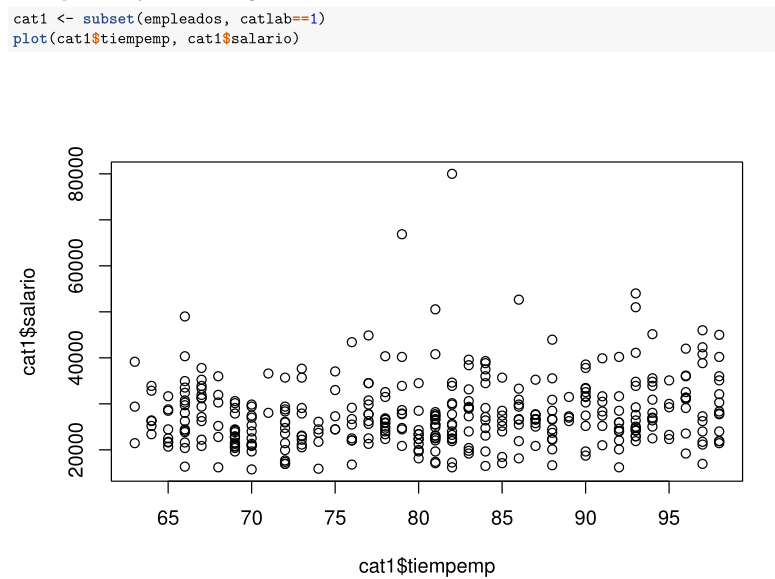 cat1 <- subset(empleados, catlab==1)
plot(cat1$tiempemp, cat1$salario)
80000
60000
40000
20000
cat1$salario
65 70 75 80 85 90 95
cat1$tiempemp